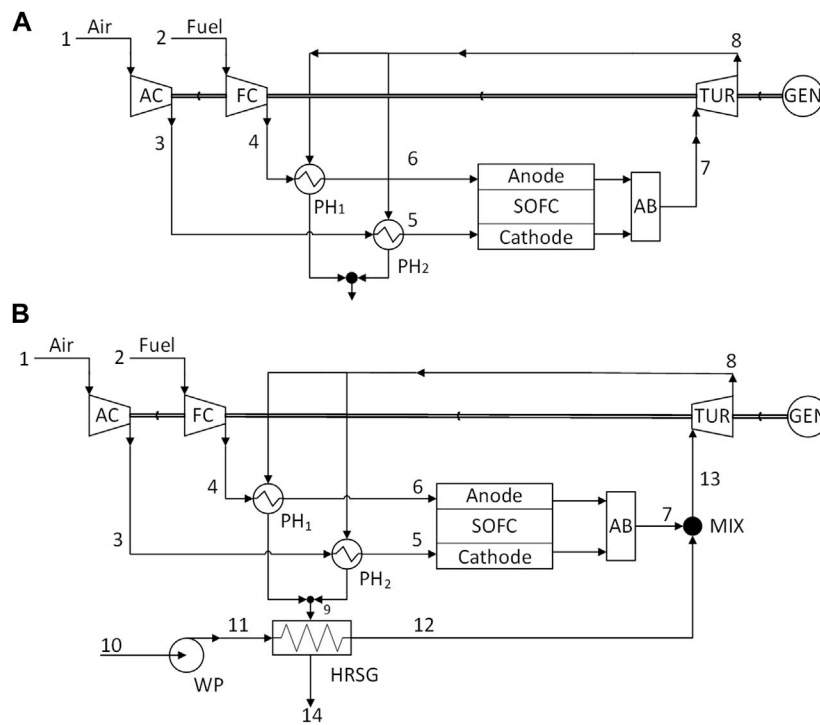 A
1 Air 2 Fuel 8
AC FC TUR GEN
3 4 6 7
Anode
PH1 SOFC AB
5 Cathode
PH2
B
1 Air 2 Fuel 8
AC FC TUR GEN
13
4 6 Anode
PH1 SOFC AB 7 MIX
3 5 Cathode
PH2
9
10 11 12
WP HRSG
14